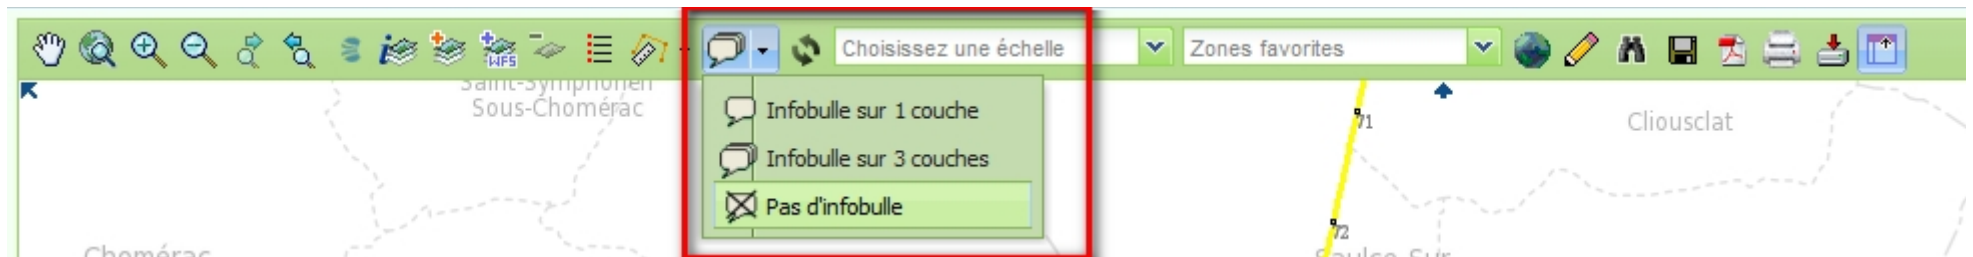 WFS
Choisissez une échelle
Zones favorites
Saint-Symphorien
Sous-Chomérac
Infobulle sur 1 couche
Infobulle sur 3 couches
Pas d'infobulle
71
Cliousclat
72
Chomérac
Saulce-Sur